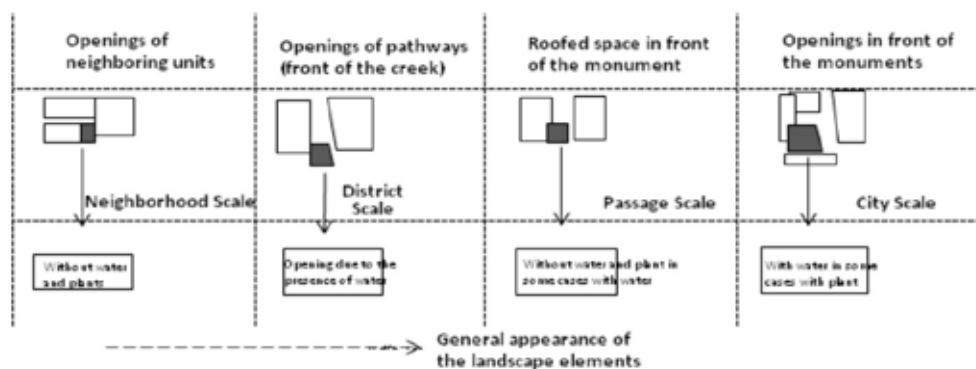 Openings of
neighboring units
Openings of pathways
(front of the creek)
Roofed space in front
of the monument
Openings in front of
the monuments
Neighborhood Scale
District
Scale
Passage Scale
City Scale
Without water
and plants
Opening due to the
presence of water
Without water and plant in
some cases with water
With water in some
cases with plant
General appearance of
the landscape elements